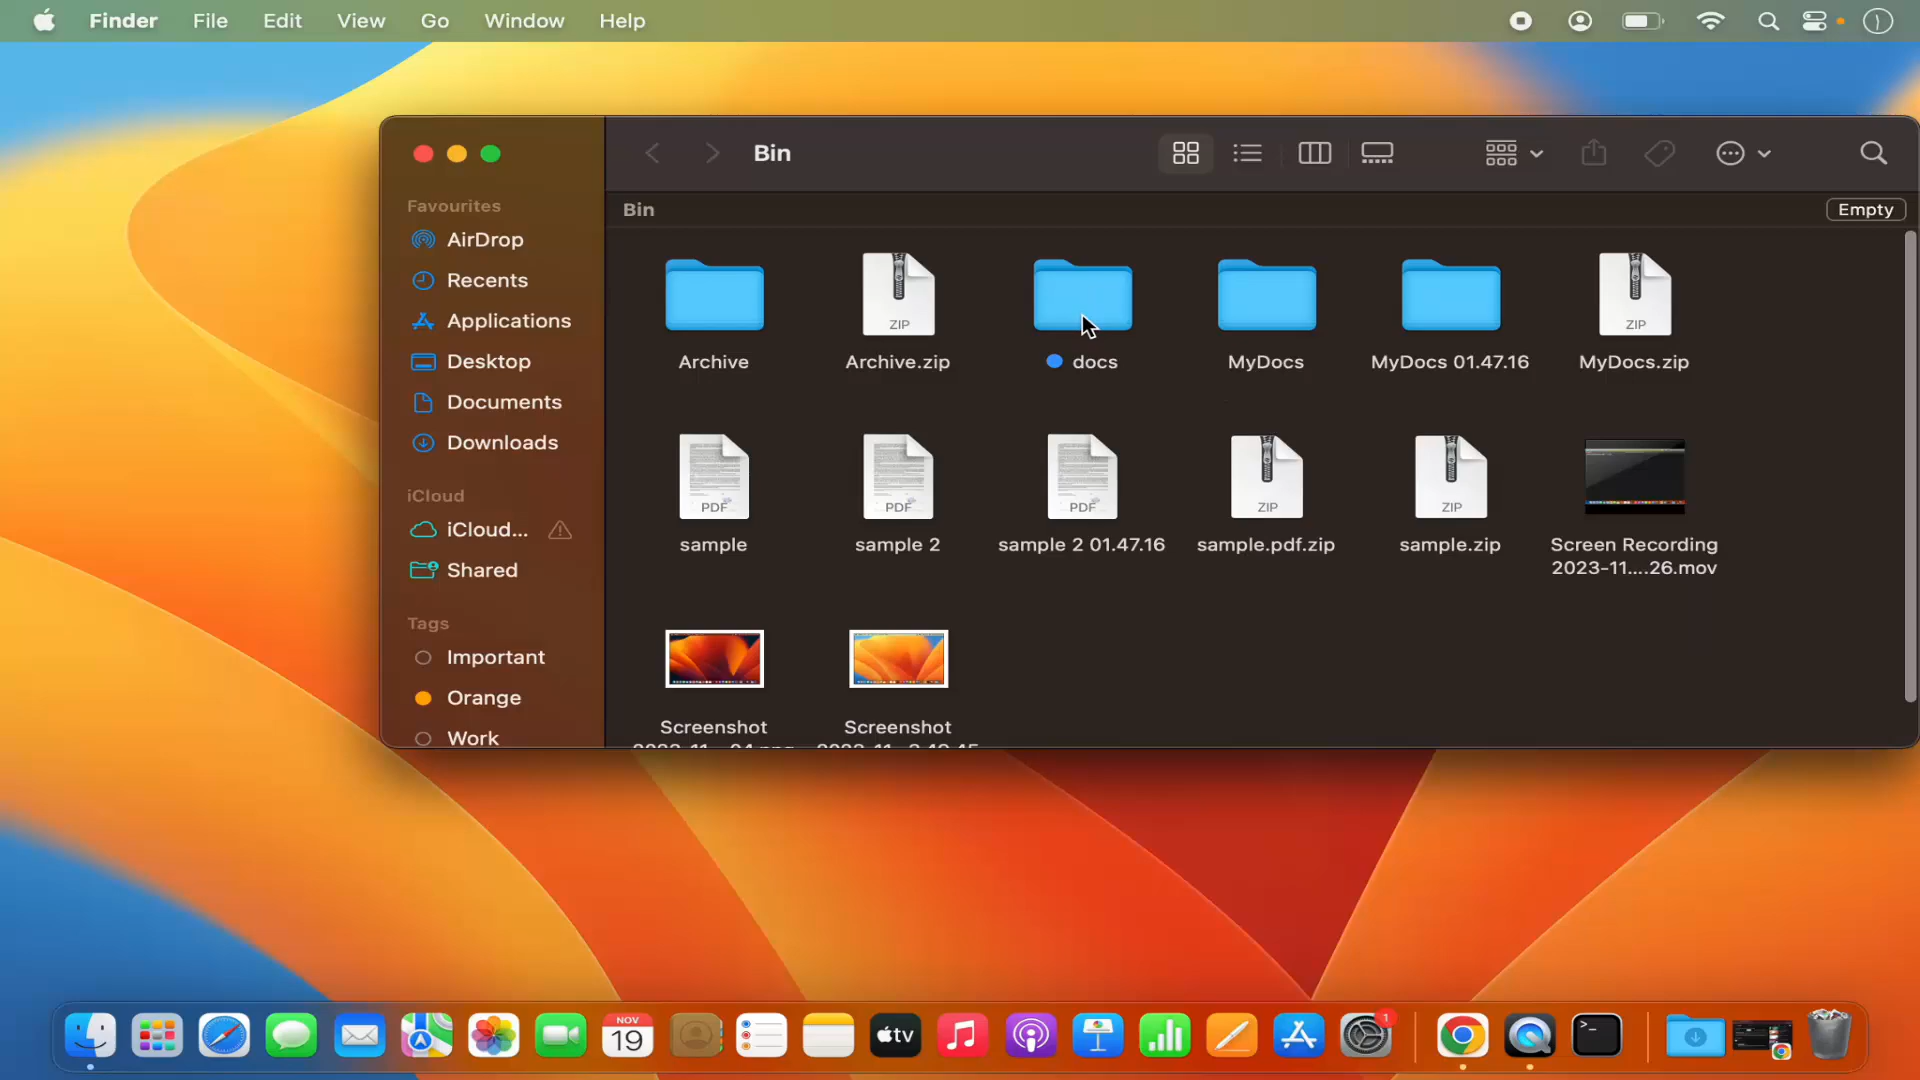 Finder File Edit View Go Window Help
Bin
Bin
Empty
Favourites
AirDrop
Recents
Applications
Desktop
Documents
Downloads
iCloud
iCloud...
Shared
Tags
Important
Orange
Work
ZIP ZIP
Archive Archive.zip docs MyDocs MyDocs 01.47.16 MyDocs.zip
PDF PDF PDF ZIP ZIP
sample sample 2 sample 2 01.47.16 sample.pdf.zip sample.zip Screen Recording
2023-11....26.mov
Screenshot Screenshot
NOV
19
tv
1